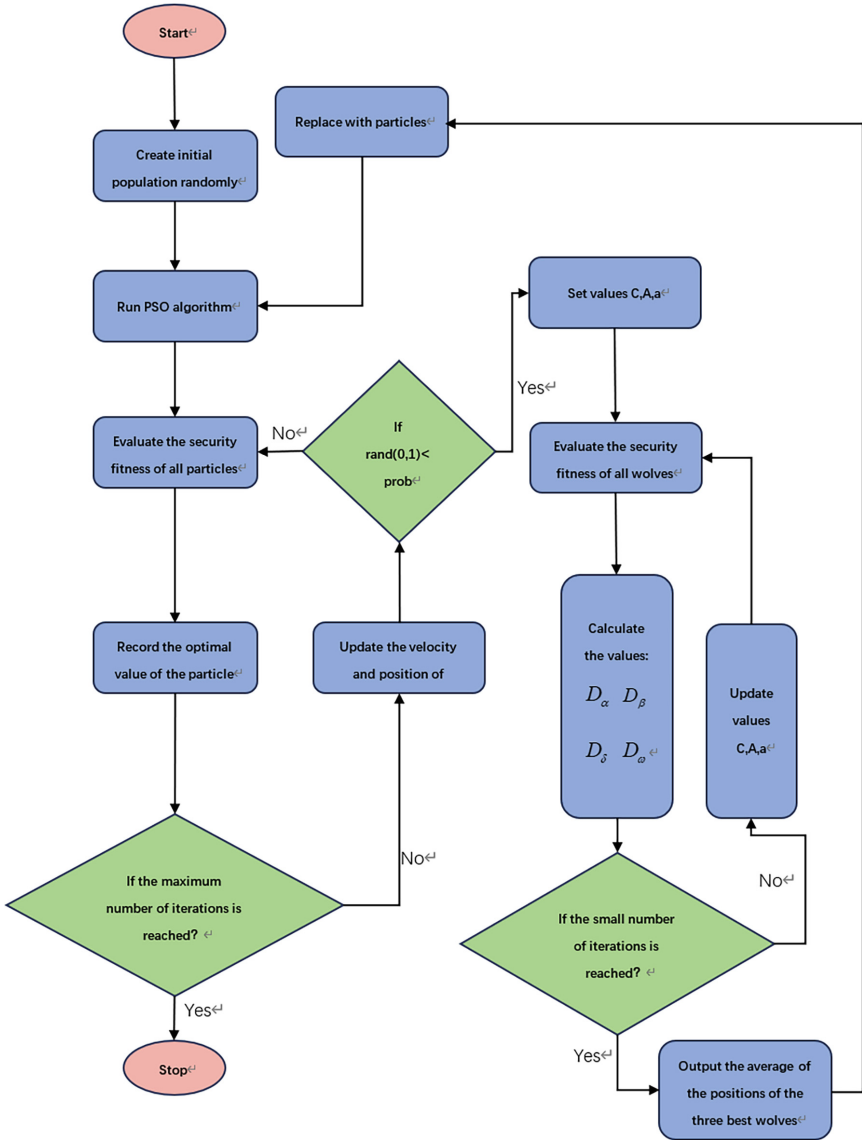 Start↵
Replace with particles↵
Create initial
population randomly↵
Run PSO algorithm↵
Set values C,A,a↵
Yes↵
If
rand(0,1)<
prob↵
No↵
Evaluate the security
fitness of all particles↵
Evaluate the security
fitness of all wolves↵
Calculate
the values:
Dα Dβ
Dδ Dω↵
Record the optimal
value of the particle↵
Update the velocity
and position of
Update
values
C,A,a↵
No↵
If the maximum
number of iterations is
reached? ↵
No↵
If the small number
of iterations is
reached? ↵
Yes↵
Stop↵
Yes↵
Output the average of
the positions of the
three best wolves↵